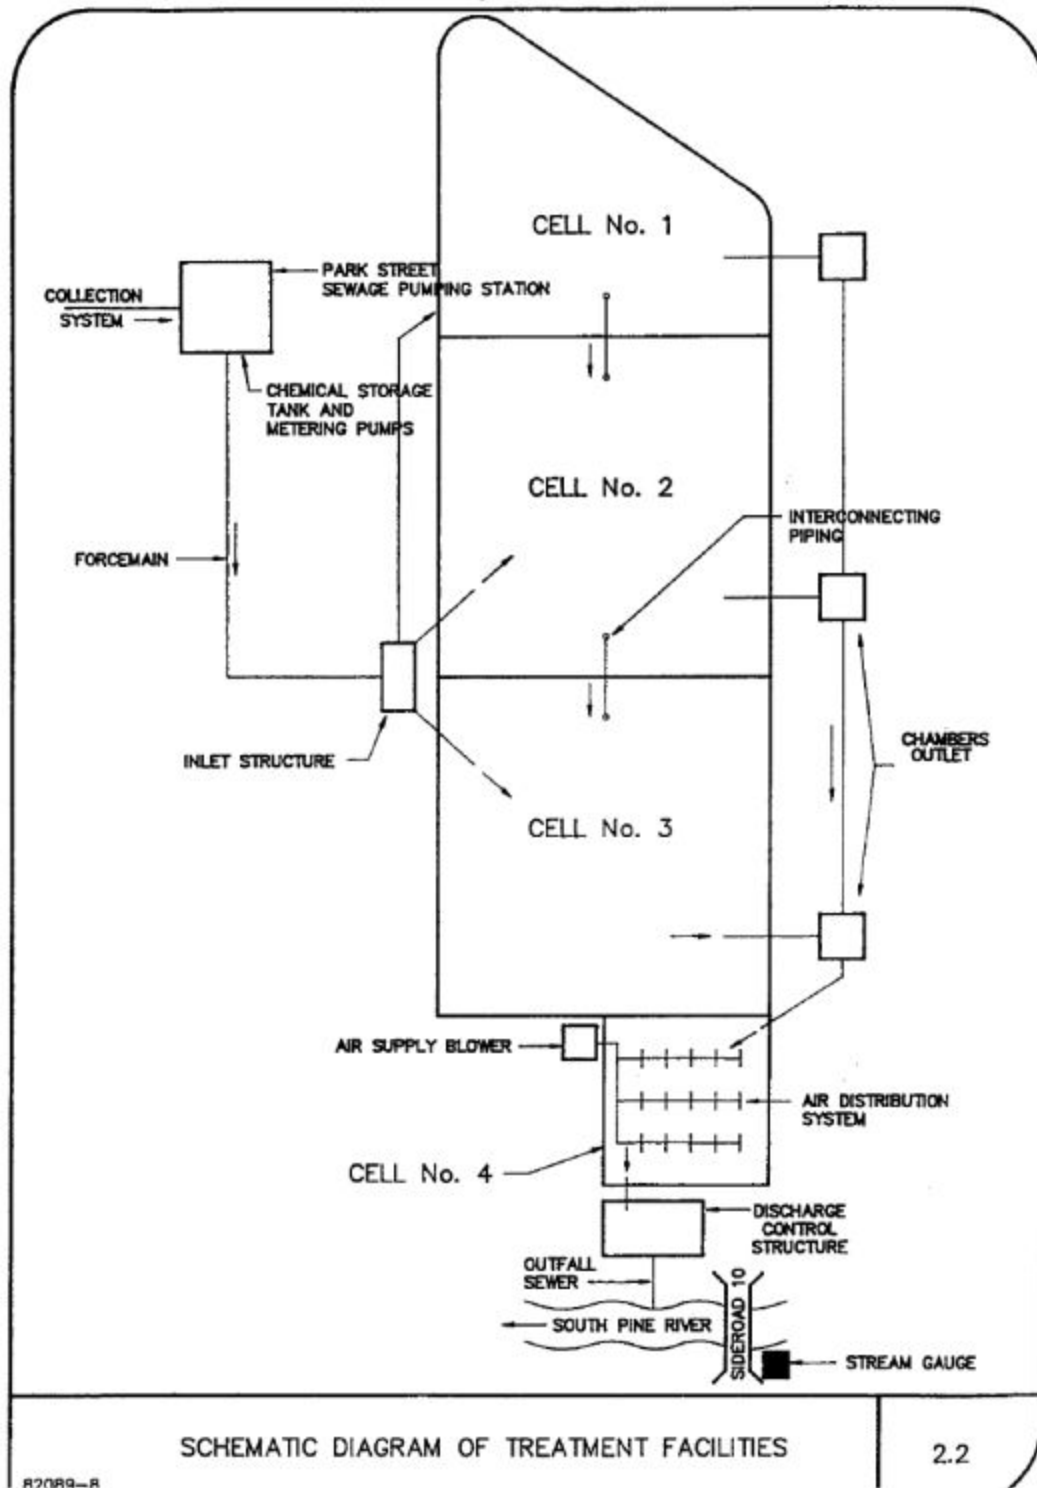 CELL No. 1
PARK STREET
SEWAGE PUMPING STATION
COLLECTION
SYSTEM
CHEMICAL STORAGE
TANK AND
METERING PUMPS
CELL No. 2
INTERCONNECTING
PIPING
FORCEMAIN
INLET STRUCTURE
CHAMBERS
OUTLET
CELL No. 3
AIR SUPPLY BLOWER
AIR DISTRIBUTION
SYSTEM
CELL No. 4
DISCHARGE
CONTROL
STRUCTURE
OUTFALL
SEWER
SOUTH PINE RIVER
SIDEROAD 10
STREAM GAUGE
SCHEMATIC DIAGRAM OF TREATMENT FACILITIES
2.2
82089-8